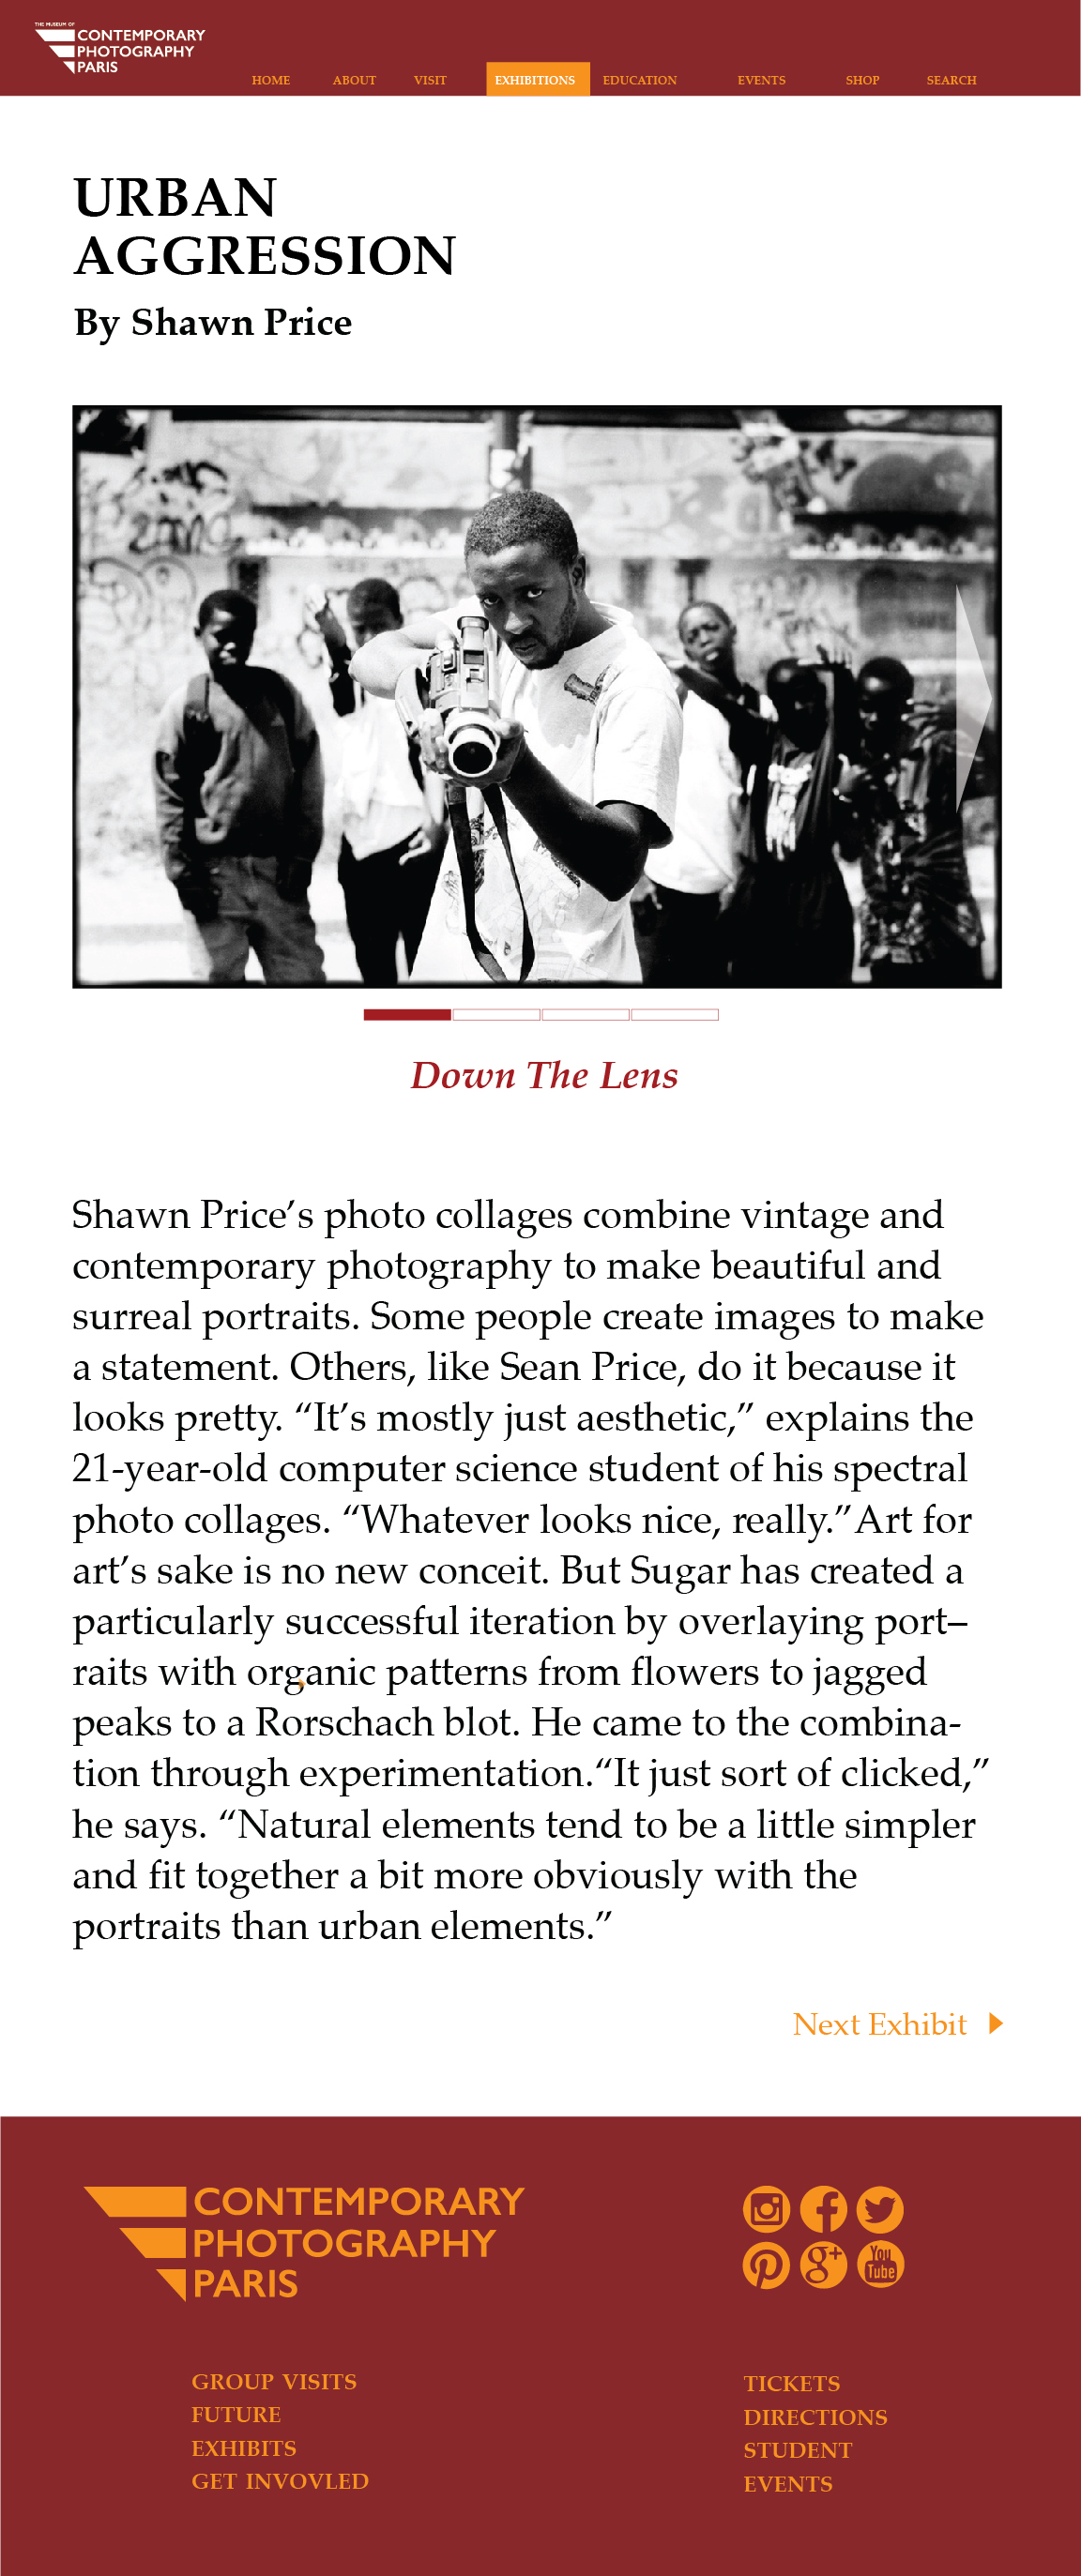 THE MUSEUM OF
CONTEMPORARY
PHOTOGRAPHY
PARIS
HOME ABOUT VISIT EXHIBITIONS EDUCATION EVENTS SHOP SEARCH
URBAN
AGGRESSION
By Shawn Price
Down The Lens
Shawn Price’s photo collages combine vintage and
contemporary photography to make beautiful and
surreal portraits. Some people create images to make
a statement. Others, like Sean Price, do it because it
looks pretty. “It’s mostly just aesthetic,” explains the
21-year-old computer science student of his spectral
photo collages. “Whatever looks nice, really.”Art for
art’s sake is no new conceit. But Sugar has created a
particularly successful iteration by overlaying port–
raits with organic patterns from flowers to jagged
peaks to a Rorschach blot. He came to the combina-
tion through experimentation.“It just sort of clicked,”
he says. “Natural elements tend to be a little simpler
and fit together a bit more obviously with the
portraits than urban elements.”
Next Exhibit
CONTEMPORARY
PHOTOGRAPHY
PARIS
g+
You
Tube
GROUP VISITS
FUTURE
EXHIBITS
GET INVOVLED
TICKETS
DIRECTIONS
STUDENT
EVENTS